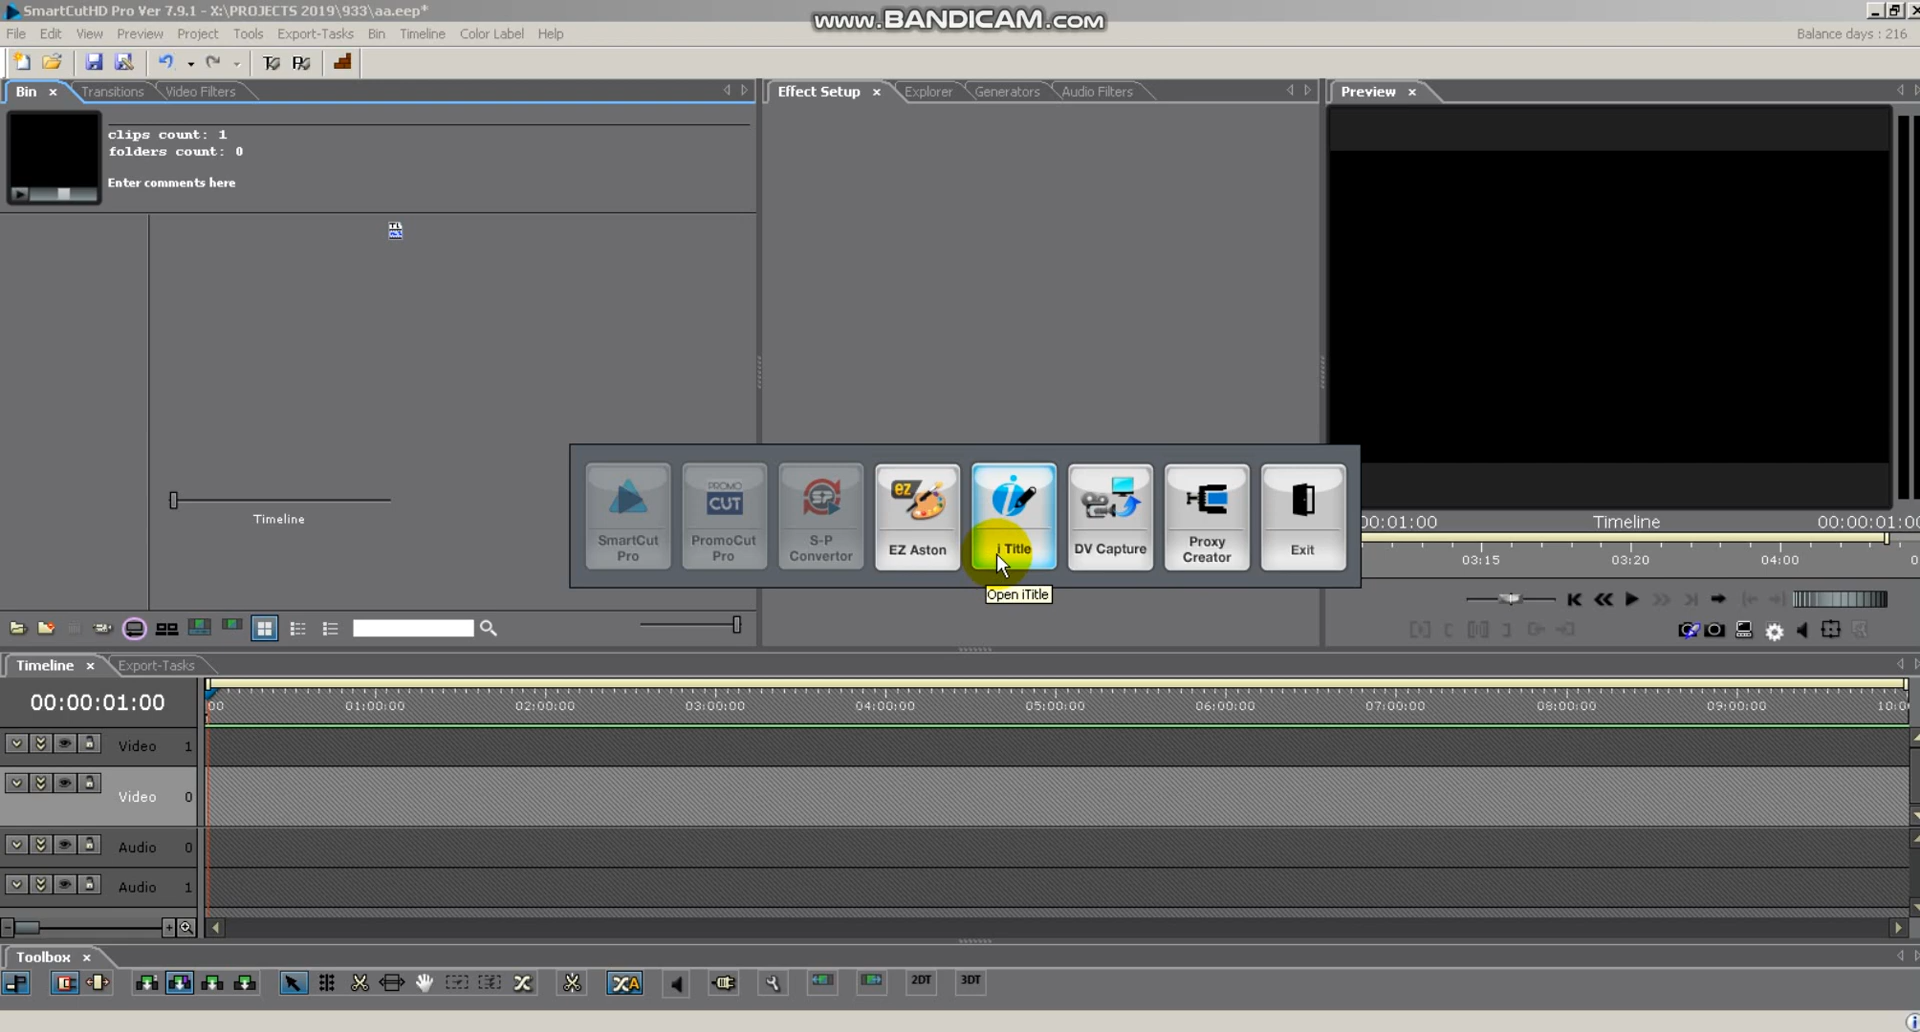 SmartCutHD Pro Ver 7.9.1 - X:\PROJECTS 2019\933\aa.eep*
www.BANDICAM.com
File Edit View Preview Project Tools Export-Tasks Bin Timeline Color Label Help
Balance days : 216
Bin Transitions Video Filters
Effect Setup Explorer Generators Audio Filters
Preview
clips count: 1
folders count: 0
Enter comments here
Timeline
SmartCut Pro
PROMO CUT
PromoCut Pro
SP
S-P Convertor
EZ
EZ Aston
i Title
DV Capture
Proxy Creator
Exit
Open iTitle
00:01:00 Timeline 00:00:01:00
03:15 03:20 04:00
Timeline Export-Tasks
00:00:01:00
00 01:00:00 02:00:00 03:00:00 04:00:00 05:00:00 06:00:00 07:00:00 08:00:00 09:00:00 10:0
Video 1
Video 0
Audio 0
Audio 1
Toolbox
XA
2DT 3DT